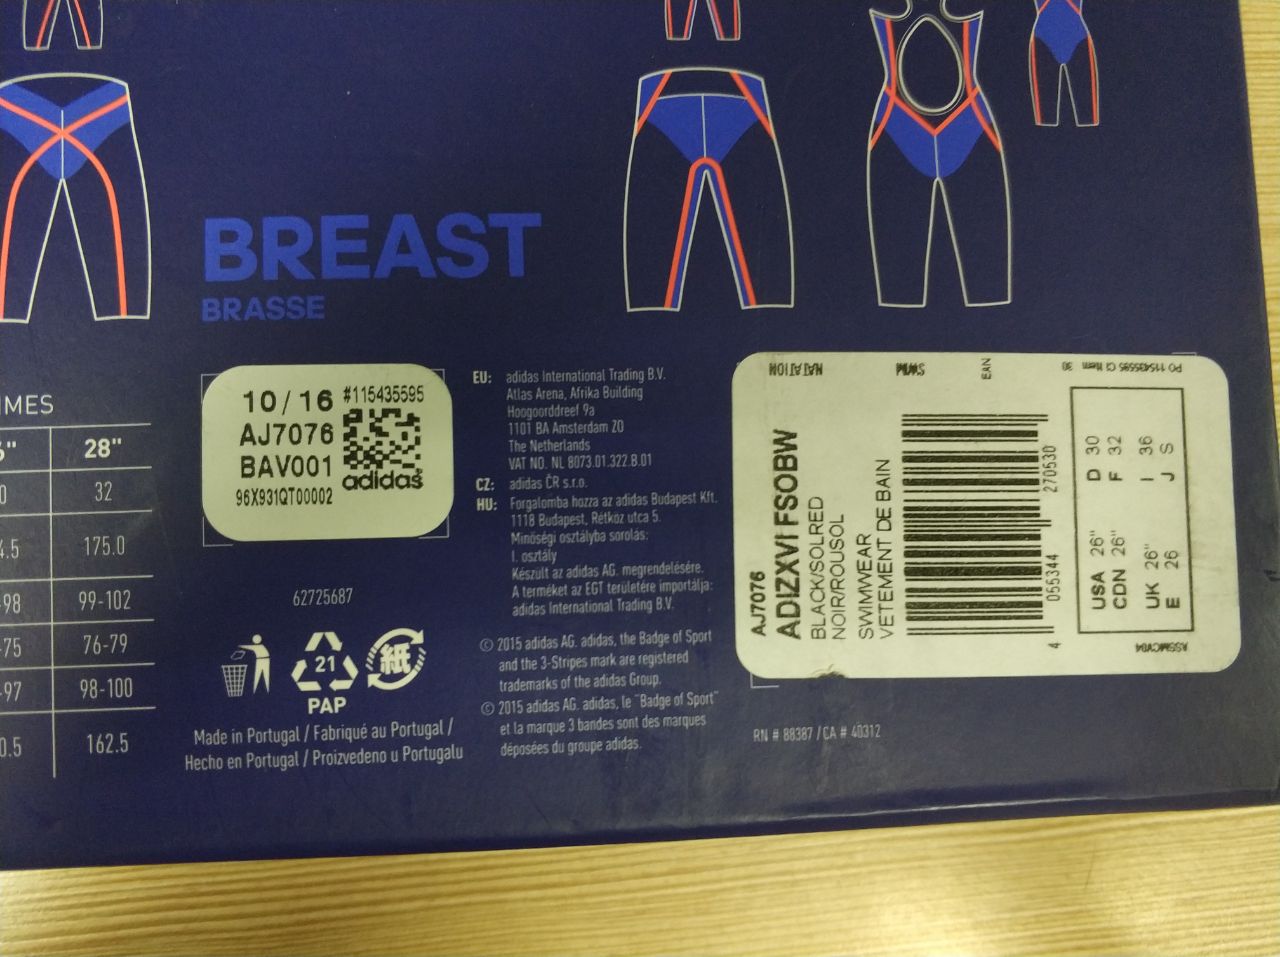 BREAST
BRASSE
28"
32
175.0
99-102
76-79
98-100
162.5
10/16 #115435595
AJ7076
BAV001
adidas
96X931QT00002
62725687
21
PAP
Made in Portugal / Fabriqué au Portugal /
Hecho en Portugal / Proizvedeno u Portugalu
EU: adidas International Trading B.V.
Atlas Arena, Afrika Building
Hoogoorddreef 9a
1101 BA Amsterdam ZO
The Netherlands
VAT NO. NL 8073.01.322.B.01
CZ: adidas ČR s.r.o.
HU: Forgalomba hozza az adidas Budapest Kft.
1118 Budapest, Rétköz utca 5.
Minőségi osztályba sorolás:
I. osztály
Készült az adidas AG. megrendelésére.
A terméket az EGT területére importálja:
adidas International Trading B.V.
© 2015 adidas AG. adidas, the Badge of Sport
and the 3-Stripes mark are registered
trademarks of the adidas Group.
© 2015 adidas AG. adidas, le "Badge of Sport"
et la marque 3 bandes sont des marques
déposées du groupe adidas.
NATATION
SWIM
EAN
PO 115435595 CI Item 30
AJ7076
ADIZXVI FSOBW
BLACK/SOLRED
NOIR/ROUSOL
SWIMWEAR
VETEMENT DE BAIN
4 055344 270530
USA 26" D 30
CDN 26" F 32
UK 26" I 36
E 26 J S
RN # 88387 / CA # 40312